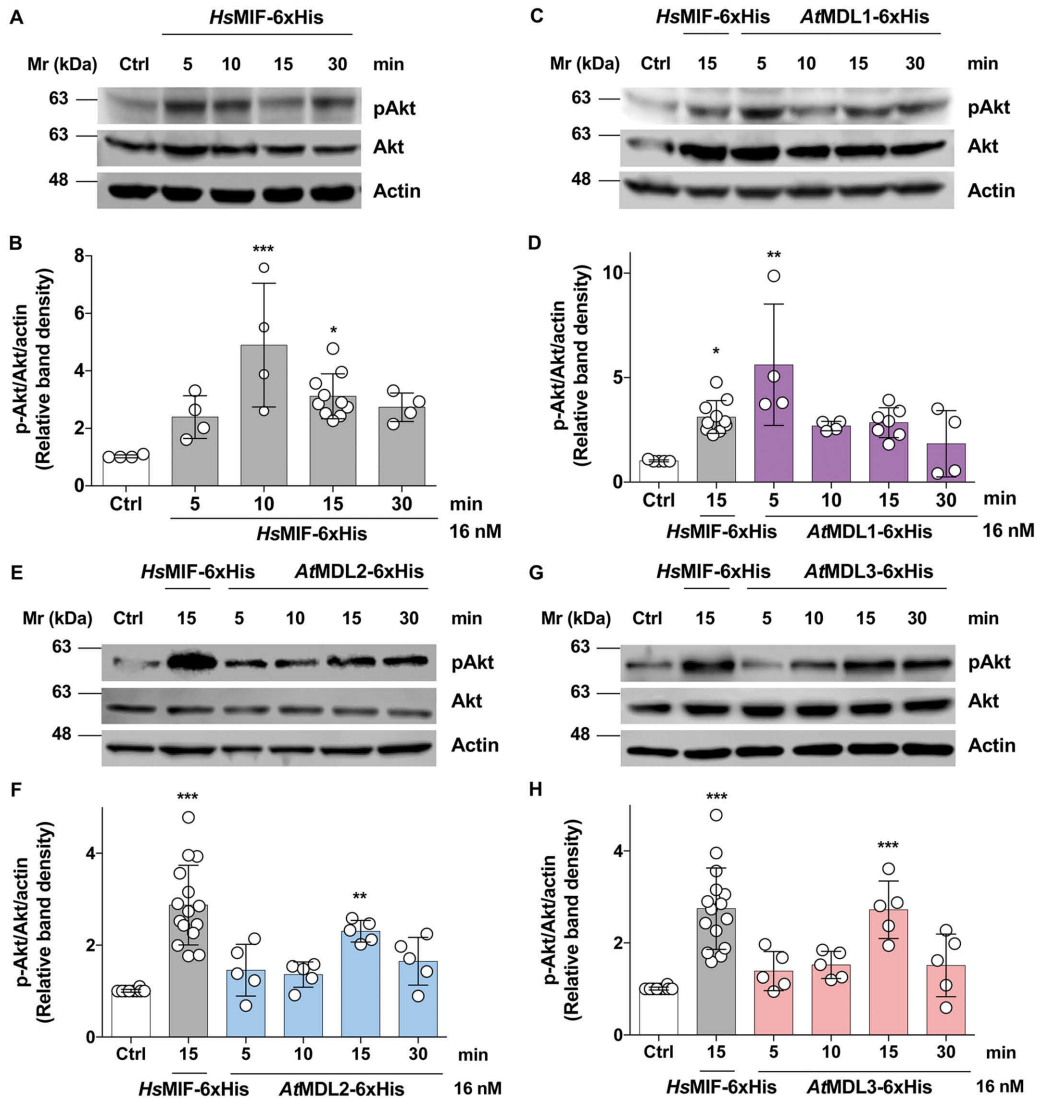 A
HsMIF-6xHis
Mr (kDa) Ctrl 5 10 15 30 min
63
pAkt
63
Akt
48
Actin
B
p-Akt/Akt/actin
(Relative band density)
8
6
4
2
0
***
*
Ctrl 5 10 15 30 min
HsMIF-6xHis 16 nM
C
HsMIF-6xHis AtMDL1-6xHis
Mr (kDa) Ctrl 15 5 10 15 30 min
63
pAkt
63
Akt
48
Actin
D
p-Akt/Akt/actin
(Relative band density)
10
5
0
*
**
Ctrl 15 5 10 15 30 min
HsMIF-6xHis AtMDL1-6xHis 16 nM
E
HsMIF-6xHis AtMDL2-6xHis
Mr (kDa) Ctrl 15 5 10 15 30 min
63
pAkt
63
Akt
48
Actin
F
p-Akt/Akt/actin
(Relative band density)
4
2
0
***
**
Ctrl 15 5 10 15 30 min
HsMIF-6xHis AtMDL2-6xHis 16 nM
G
HsMIF-6xHis AtMDL3-6xHis
Mr (kDa) Ctrl 15 5 10 15 30 min
63
pAkt
63
Akt
48
Actin
H
p-Akt/Akt/actin
(Relative band density)
4
2
0
***
***
Ctrl 15 5 10 15 30 min
HsMIF-6xHis AtMDL3-6xHis 16 nM